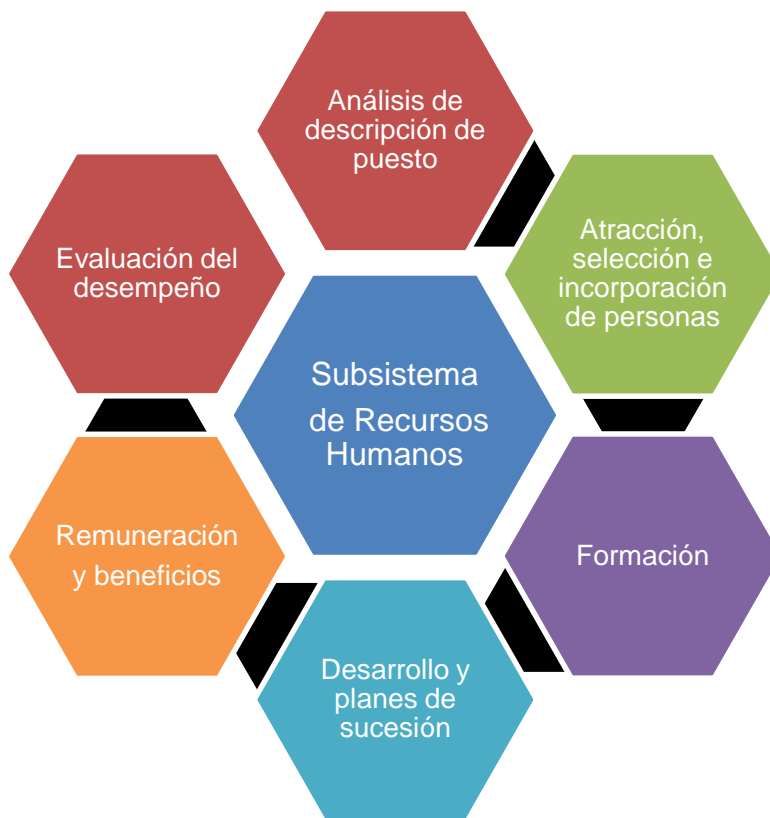 Análisis de
descripción de
puesto
Atracción,
selección e
incorporación
de personas
Formación
Desarrollo y
planes de
sucesión
Remuneración
y beneficios
Evaluación del
desempeño
Subsistema
de Recursos
Humanos